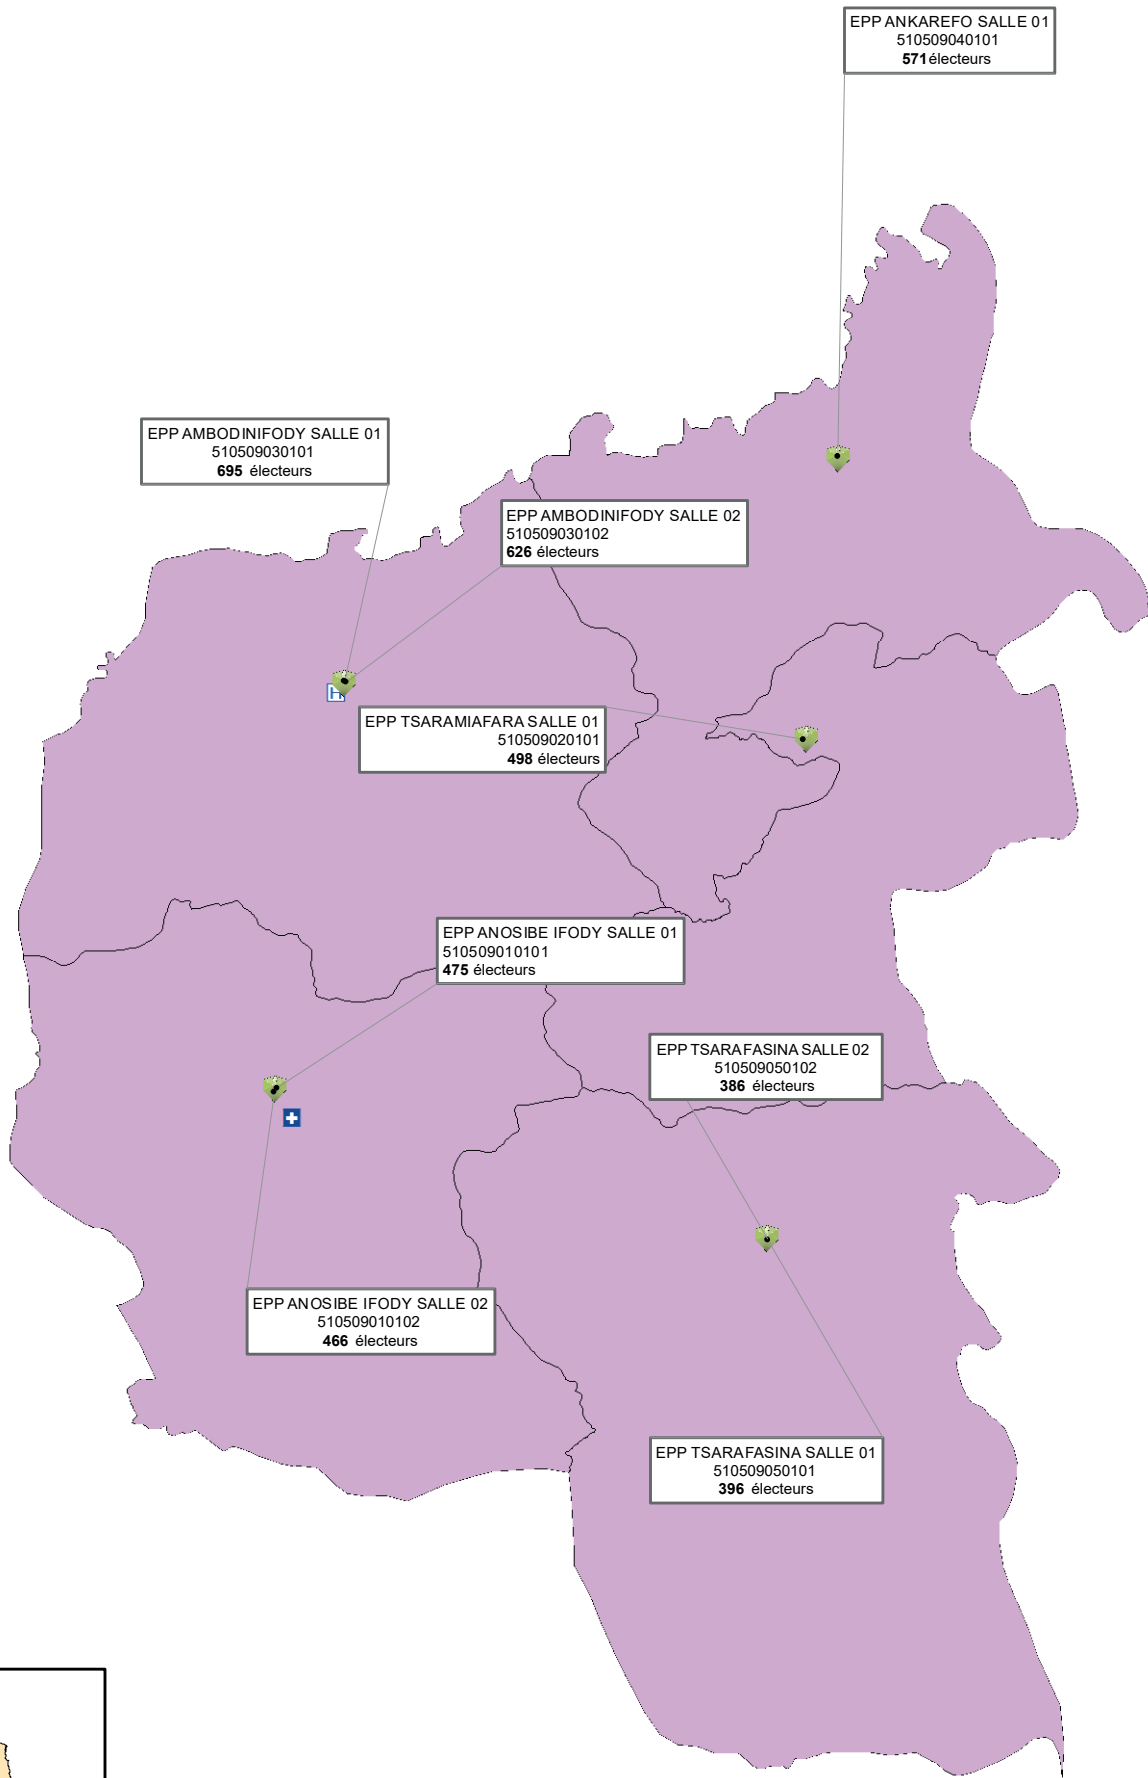 EPP ANKAREFO SALLE 01
510509040101
571 électeurs
EPP AMBODINIFODY SALLE 01
510509030101
695 électeurs
EPP AMBODINIFODY SALLE 02
510509030102
626 électeurs
H
EPP TSARAMIAFARA SALLE 01
510509020101
498 électeurs
EPP ANOSIBE IFODY SALLE 01
510509010101
475 électeurs
EPP TSARAFASINA SALLE 02
510509050102
386 électeurs
EPP ANOSIBE IFODY SALLE 02
510509010102
466 électeurs
EPP TSARAFASINA SALLE 01
510509050101
396 électeurs